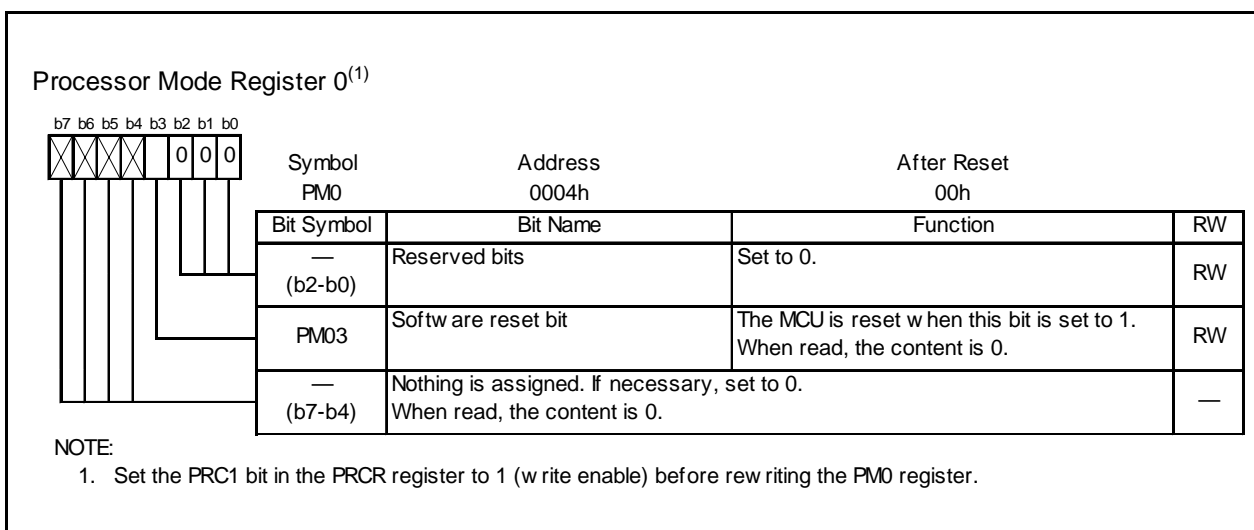 Processor Mode Register 0(1)
b7 b6 b5 b4 b3 b2 b1 b0
0 0 0
Symbol Address After Reset
PM0 0004h 00h
Bit Symbol Bit Name Function RW
— (b2-b0) Reserved bits Set to 0. RW
PM03 Software reset bit The MCU is reset when this bit is set to 1.
When read, the content is 0. RW
— (b7-b4) Nothing is assigned. If necessary, set to 0.
When read, the content is 0. —
NOTE:
1. Set the PRC1 bit in the PRCR register to 1 (write enable) before rewriting the PM0 register.